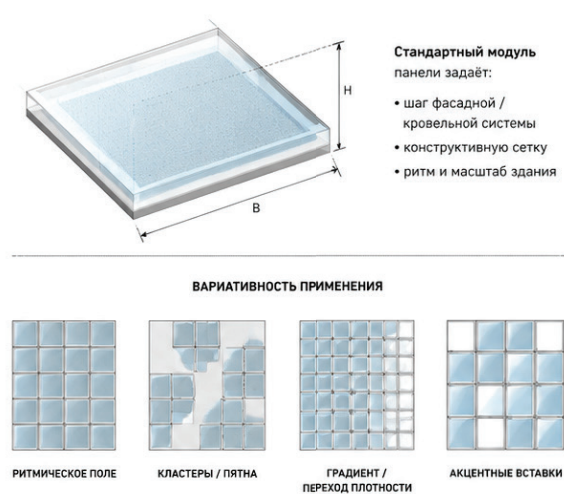 Стандартный модуль
панели задаёт:
• шаг фасадной /
кровельной системы
• конструктивную сетку
• ритм и масштаб здания
H
B
ВАРИАТИВНОСТЬ ПРИМЕНЕНИЯ
РИТМИЧЕСКОЕ ПОЛЕ
КЛАСТЕРЫ / ПЯТНА
ГРАДИЕНТ /
ПЕРЕХОД ПЛОТНОСТИ
АКЦЕНТНЫЕ ВСТАВКИ